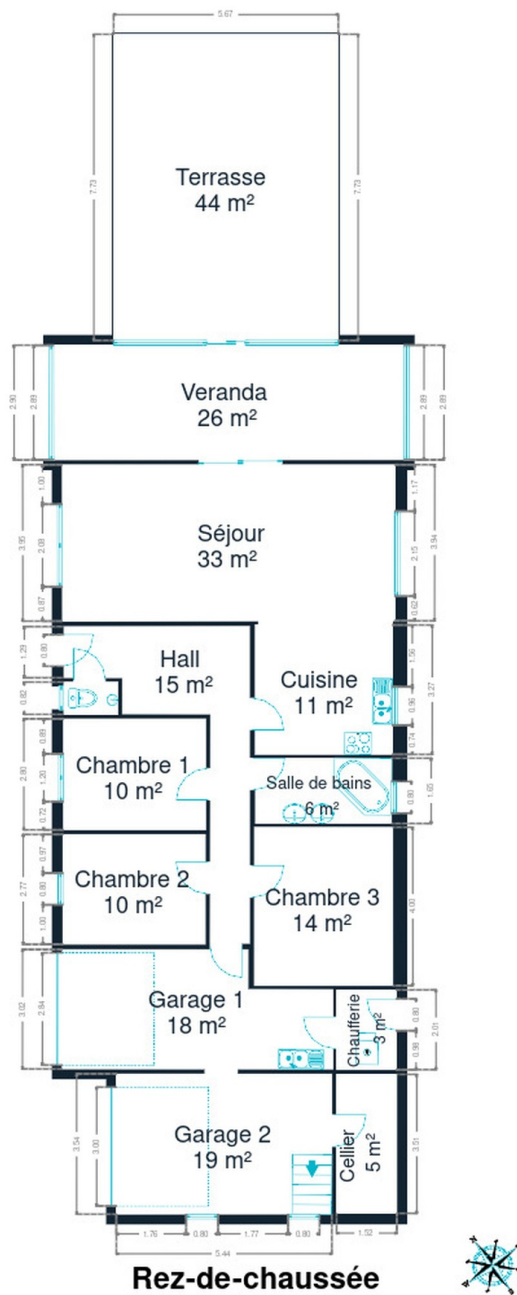 5.67
7.73
7.73
Terrasse
44 m²
2.90
2.89
Veranda
26 m²
2.89
2.89
1.00
3.95
2.08
0.87
Séjour
33 m²
1.17
2.15
3.94
0.62
1.29
0.80
0.82
Hall
15 m²
Cuisine
11 m²
1.56
0.96
3.27
0.74
0.89
2.80
1.20
0.72
Chambre 1
10 m²
Salle de bains
6 m²
0.80
1.65
0.97
2.77
0.80
1.00
Chambre 2
10 m²
Chambre 3
14 m²
4.00
3.02
2.84
Garage 1
18 m²
Chaufferie
3 m²
0.80
2.01
0.98
3.54
3.00
Garage 2
19 m²
Cellier
5 m²
3.51
1.76
0.80
1.77
0.80
1.52
5.44
Rez-de-chaussée